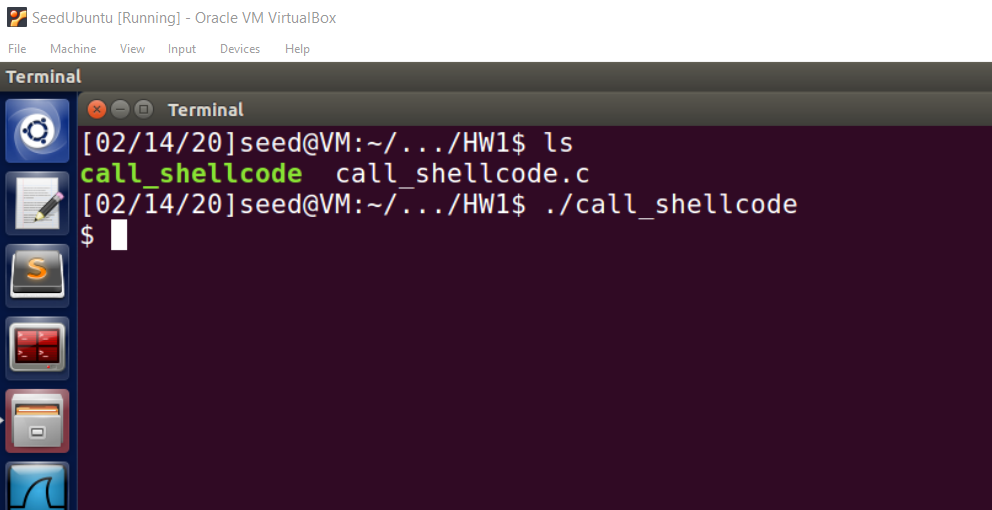 SeedUbuntu [Running] - Oracle VM VirtualBox
File Machine View Input Devices Help
Terminal
Terminal
[02/14/20]seed@VM:~/.../HW1$ ls
call_shellcode  call_shellcode.c
[02/14/20]seed@VM:~/.../HW1$ ./call_shellcode
$